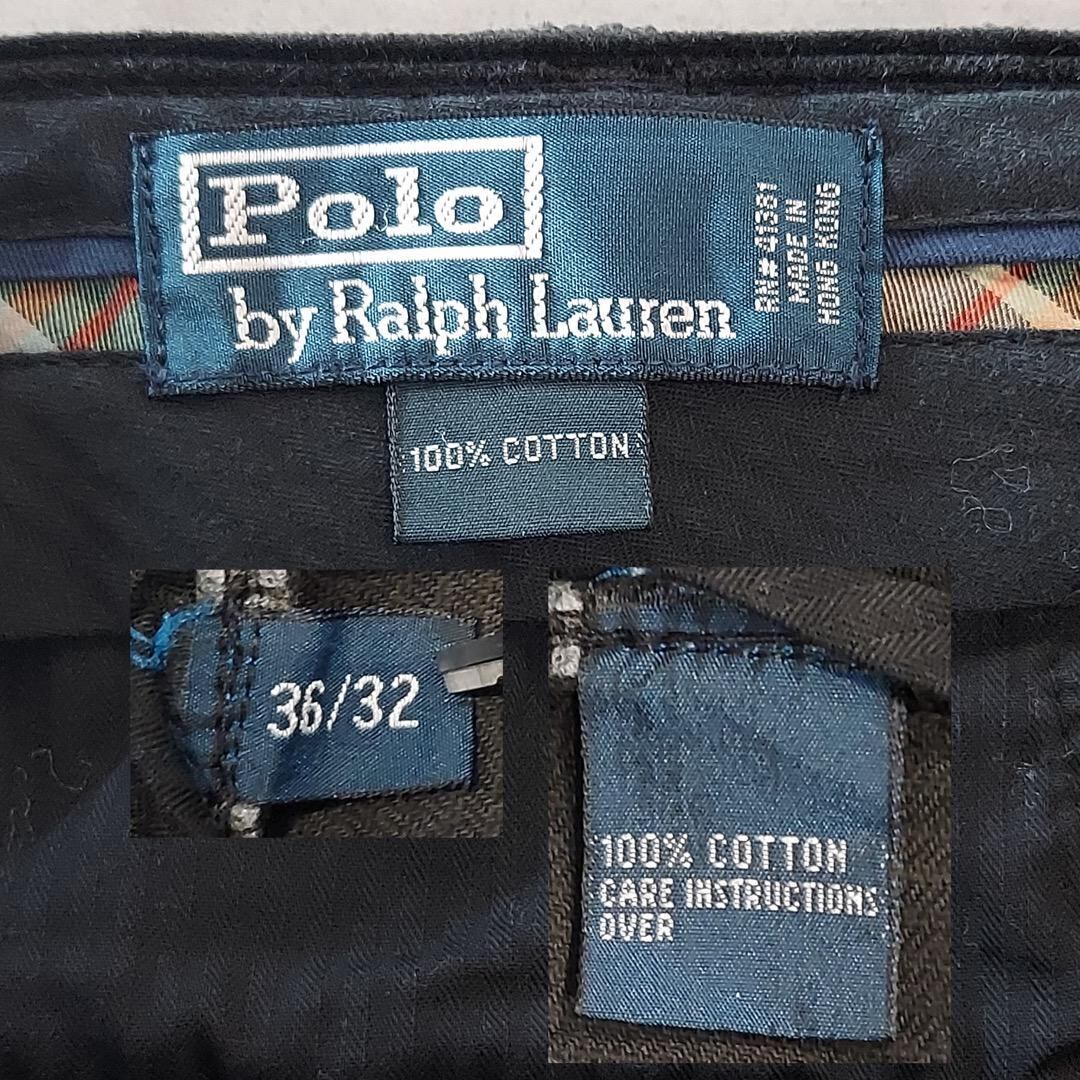 Polo
by Ralph Lauren
RN# 41381
MADE IN
HONG KONG
100% COTTON
36/32
100% COTTON
CARE INSTRUCTIONS
OVER